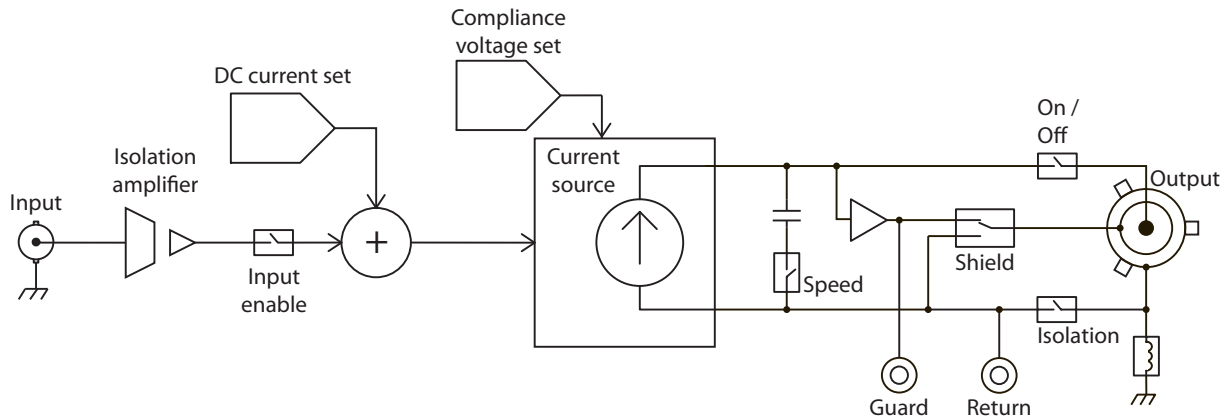 Compliance
voltage set
DC current set
On /
Off
Isolation
amplifier
Current
source
Output
Input
+
Input
enable
Speed
Shield
Isolation
Guard
Return